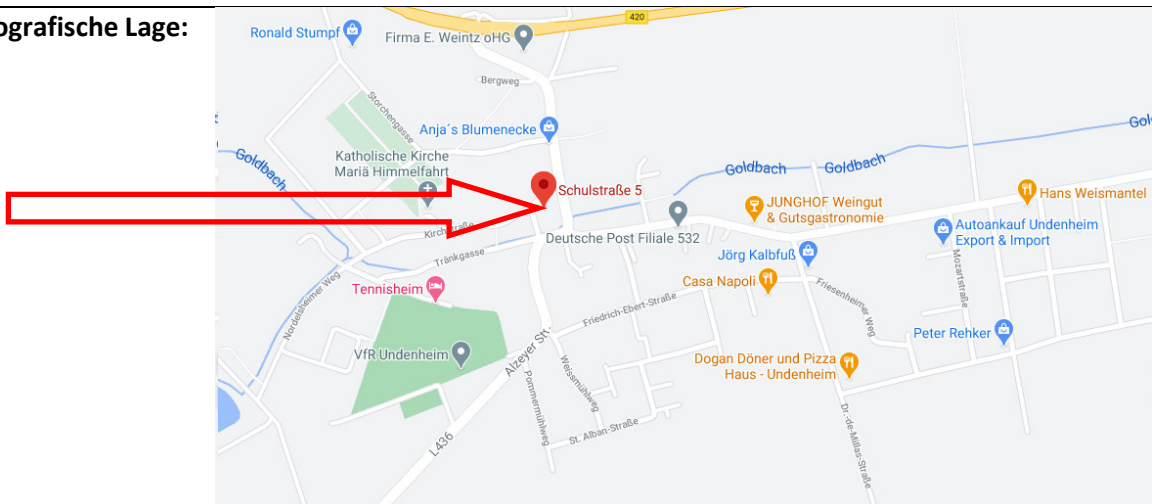 ografische Lage:
420
Ronald Stumpf
Firma E. Weintz oHG
Bergweg
Storchengasse
Anja´s Blumenecke
Gol
Katholische Kirche
Mariä Himmelfahrt
Goldbach
Goldbach
Goldbach
Schulstraße 5
Hans Weismantel
JUNGHOF Weingut
& Gutsgastronomie
Autoankauf Undenheim
Export & Import
Deutsche Post Filiale 532
Jörg Kalbfuß
Tränkgasse
Nordelsheimer Weg
Tennisheim
Casa Napoli
Mozartstraße
Friesenheimer Weg
Friedrich-Ebert-Straße
Peter Rehker
Alzeyer Str.
VfR Undenheim
Dogan Döner und Pizza
Haus - Undenheim
Weissmühlweg
Pommermühlweg
St. Alban-Straße
L436
Dr.-de-Millas-Straße